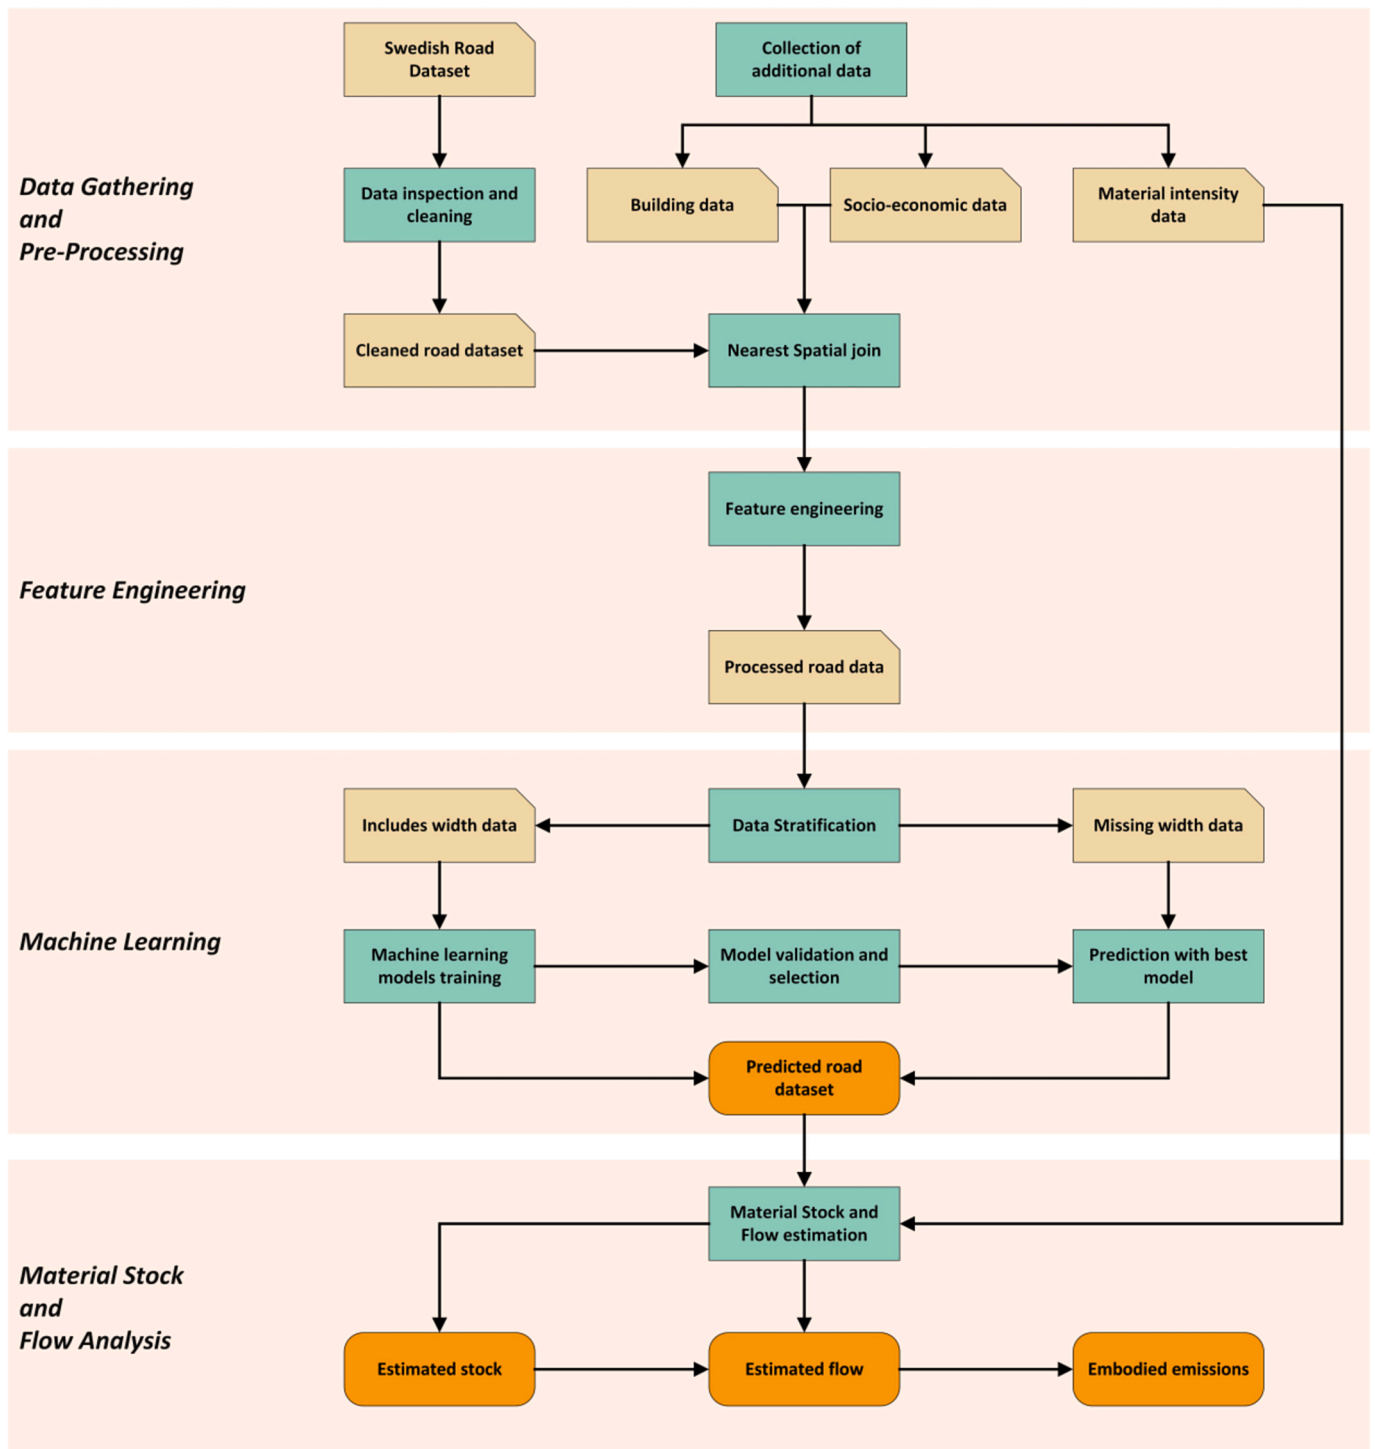 Swedish Road
Dataset
Collection of
additional data
Data Gathering
and
Pre-Processing
Data inspection and
cleaning
Building data
Socio-economic data
Material intensity
data
Cleaned road dataset
Nearest Spatial join
Feature Engineering
Feature engineering
Processed road data
Machine Learning
Includes width data
Data Stratification
Missing width data
Machine learning
models training
Model validation and
selection
Prediction with best
model
Predicted road
dataset
Material Stock
and
Flow Analysis
Material Stock and
Flow estimation
Estimated stock
Estimated flow
Embodied emissions